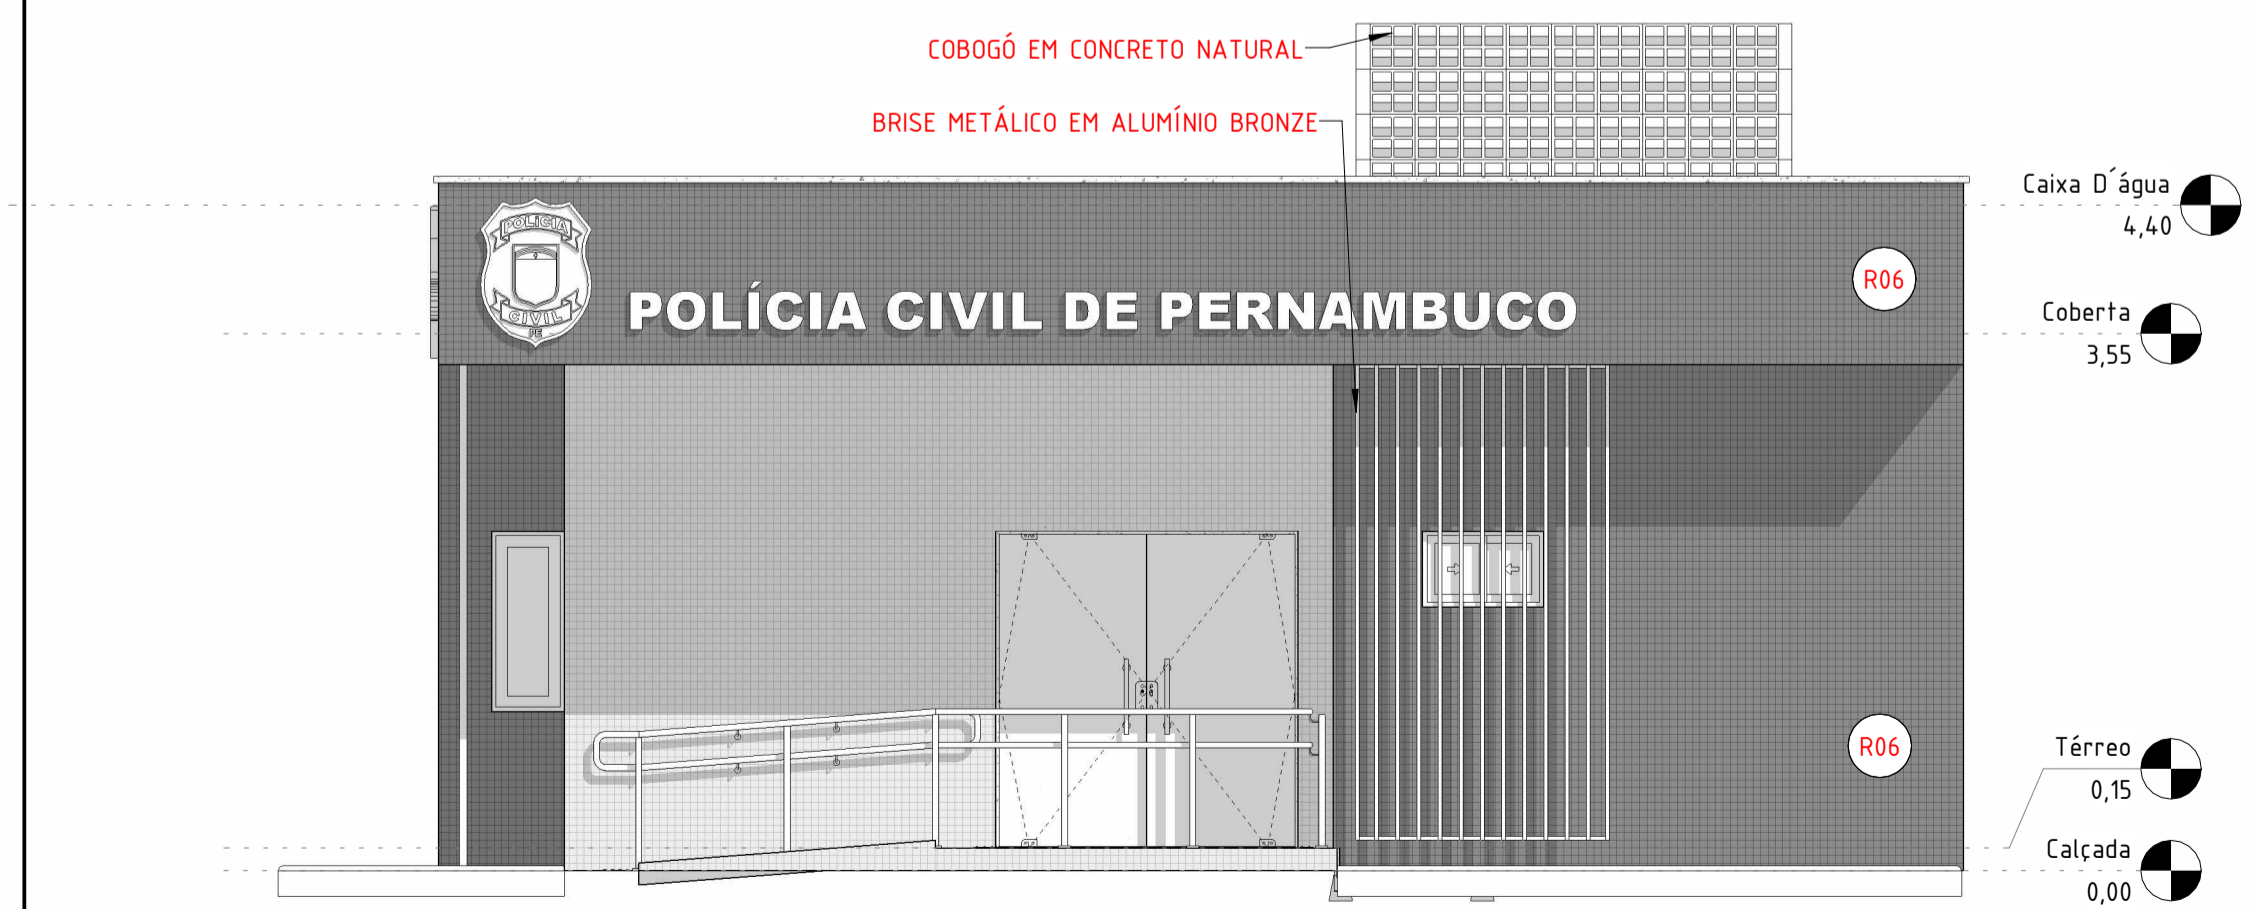 COBOGÓ EM CONCRETO NATURAL
BRISE METÁLICO EM ALUMÍNIO BRONZE
Caixa D´água
4,40
POLICIA
CIVIL
PE
POLÍCIA CIVIL DE PERNAMBUCO
R06
Coberta
3,55
R06
Térreo
0,15
Calçada
0,00